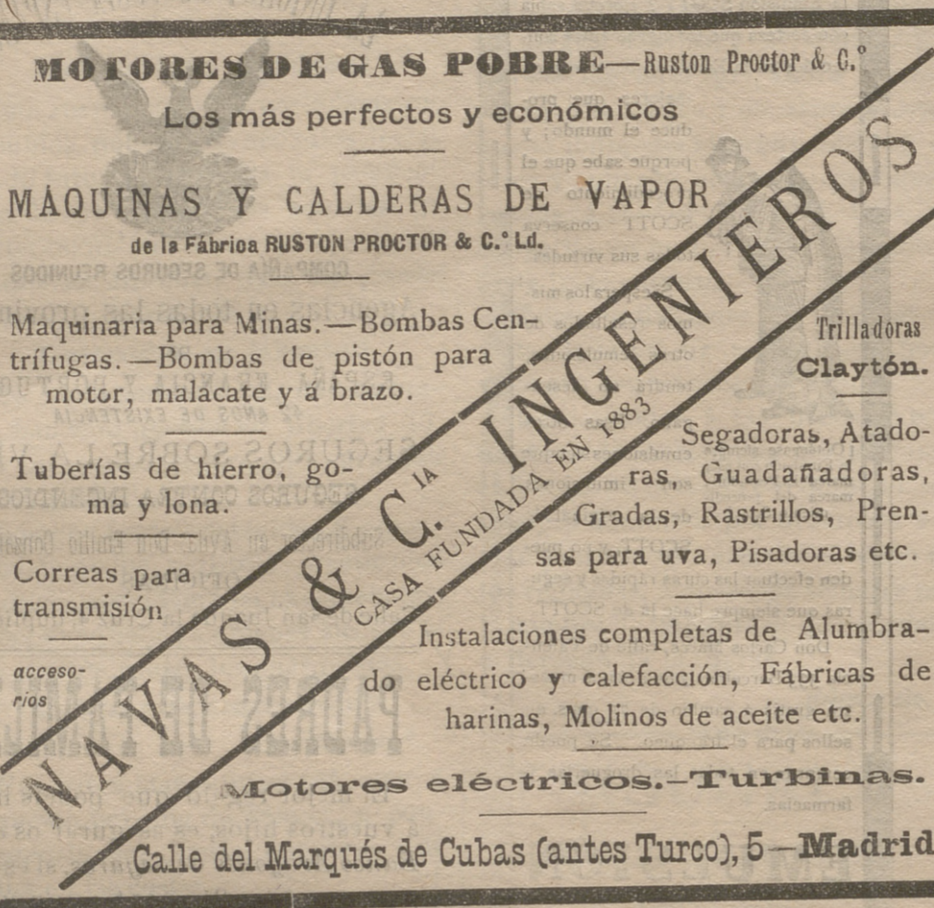 MOTORES DE GAS POBRE—Ruston Proctor & C.º
Los más perfectos y económicos
MÁQUINAS Y CALDERAS DE VAPOR
de la Fábrica RUSTON PROCTOR & C.º Ld.
Maquinaria para Minas.—Bombas Cen-
trífugas.—Bombas de pistón para
motor, malacate y á brazo.
Tuberías de hierro, go-
ma y lona.
Correas para
transmisión
acceso-
rios
NAVAS & C.IA INGENIEROS
CASA FUNDADA EN 1883
Trilladoras
Claytón.
Segadoras, Atado-
ras, Guadañadoras,
Gradas, Rastrillos, Pren-
sas para uva, Pisadoras etc.
Instalaciones completas de Alumbra-
do eléctrico y calefacción, Fábricas de
harinas, Molinos de aceite etc.
Motores eléctricos.-Turbinas.
Calle del Marqués de Cubas (antes Turco), 5—Madrid